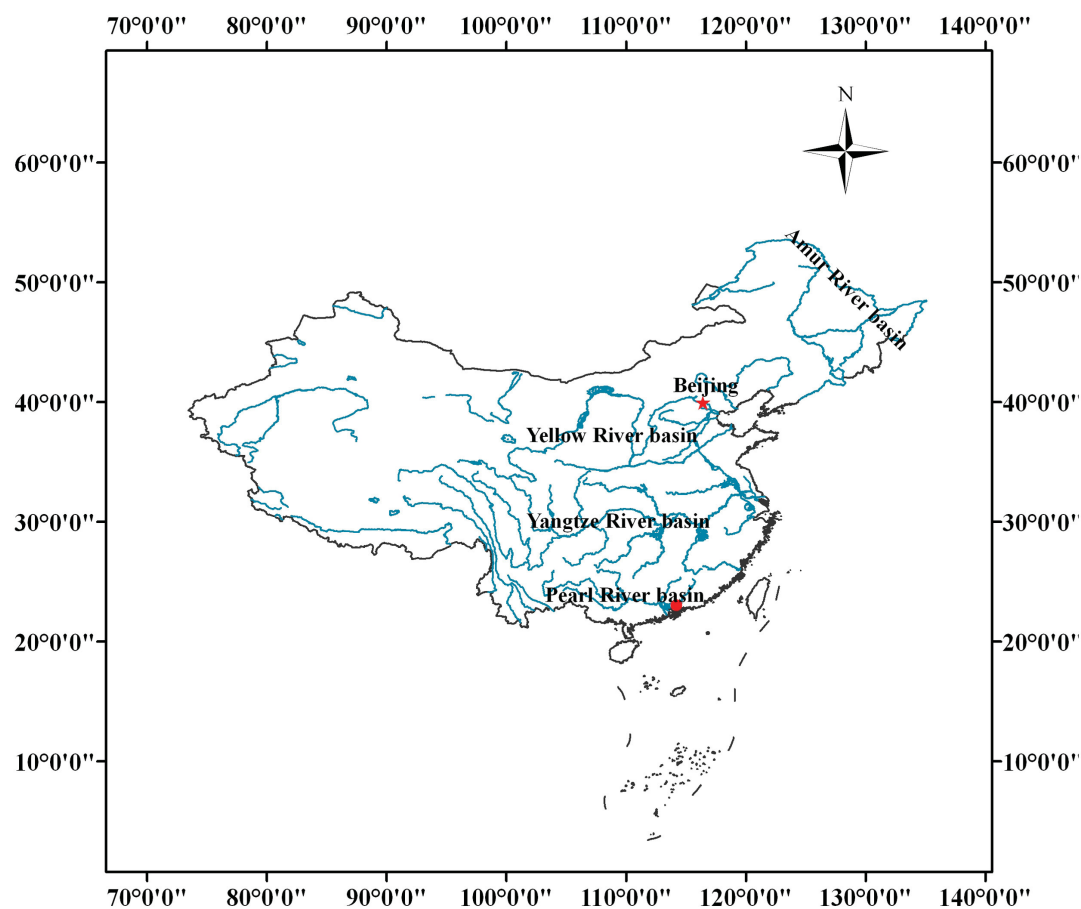 70°0'0" 80°0'0" 90°0'0" 100°0'0" 110°0'0" 120°0'0" 130°0'0" 140°0'0"
N
60°0'0" 60°0'0"
Amur River basin
50°0'0" 50°0'0"
Beijing
40°0'0" 40°0'0"
Yellow River basin
30°0'0" 30°0'0"
Yangtze River basin
Pearl River basin
20°0'0" 20°0'0"
10°0'0" 10°0'0"
70°0'0" 80°0'0" 90°0'0" 100°0'0" 110°0'0" 120°0'0" 130°0'0" 140°0'0"